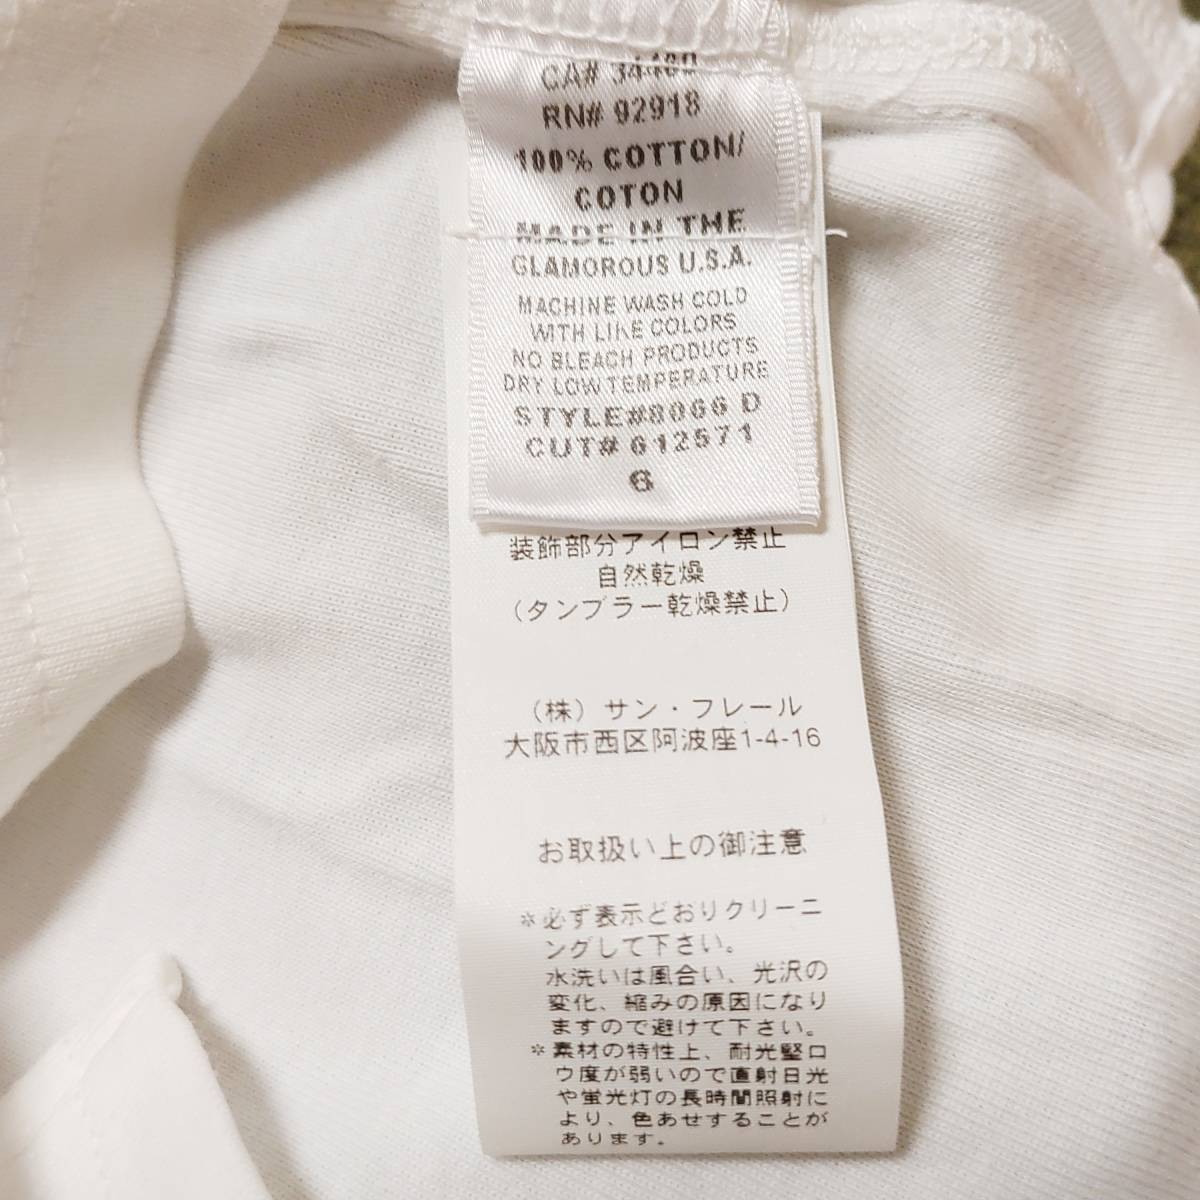 CA# 34480
RN# 92918
100% COTTON/
COTON
MADE IN THE
GLAMOROUS U.S.A.
MACHINE WASH COLD
WITH LIKE COLORS
NO BLEACH PRODUCTS
DRY LOW TEMPERATURE
STYLE#8066 D
CUT# 612571
6
装飾部分アイロン禁止
自然乾燥
(タンブラー乾燥禁止)
(株)サン・フレール
大阪市西区阿波座1-4-16
お取扱い上の御注意
*必ず表示どおりクリーニ
ングして下さい。
水洗いは風合い、光沢の
変化、縮みの原因になり
ますので避けて下さい。
*素材の特性上、耐光堅ロ
ウ度が弱いので直射日光
や蛍光灯の長時間照射に
より、色あせすることが
あります。